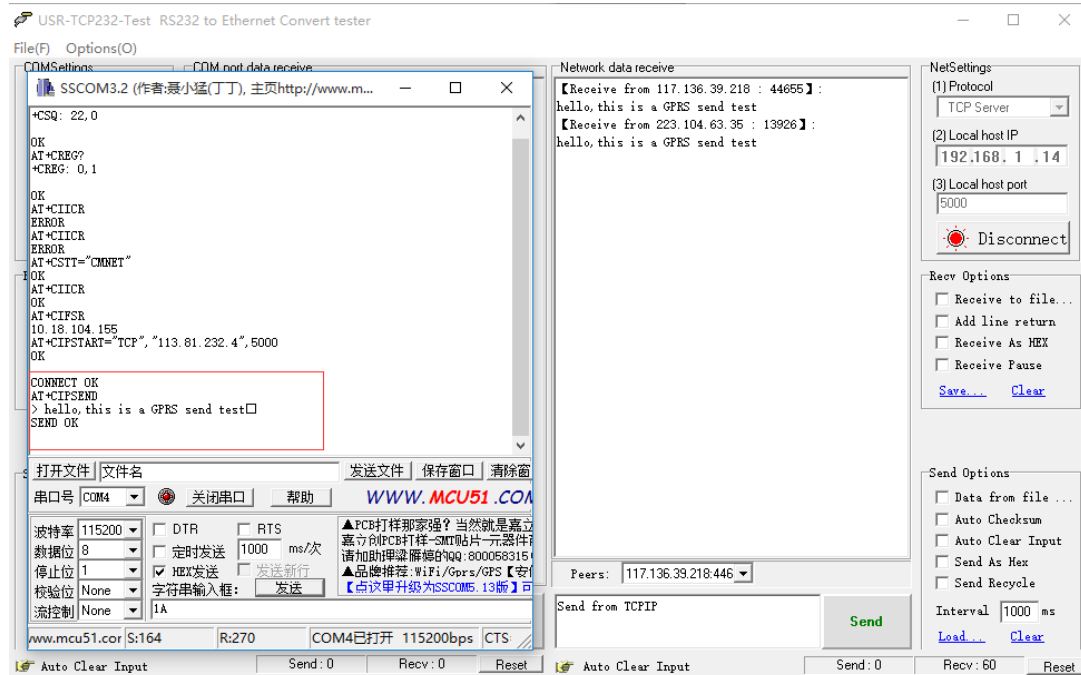 USR-TCP232-Test RS232 to Ethernet Convert tester
File(F) Options(O)
COMSettings
COM port data receive
SSCOM3.2 (作者:聂小猛(丁丁), 主页http://www.m...
+CSQ: 22,0
OK
AT+CREG?
+CREG: 0,1
OK
AT+CIICR
ERROR
AT+CIICR
ERROR
AT+CSTT="CMNET"
OK
AT+CIICR
OK
AT+CIFSR
10.18.104.155
AT+CIPSTART="TCP","113.81.232.4",5000
OK
CONNECT OK
AT+CIPSEND
> hello,this is a GPRS send test□
SEND OK
打开文件 文件名 发送文件 保存窗口 清除窗
串口号 COM4 关闭串口 帮助 WWW.MCU51.CON
波特率 115200
数据位 8
停止位 1
校验位 None
流控制 None
DTR RTS
定时发送 1000 ms/次
HEX发送 发送新行
字符串输入框: 发送
1A
▲PCB打样那家强? 当然就是嘉立
嘉立创PCB打样-SMT贴片-元器件商
请加助理梁雁婷的QQ:800058315
▲品牌推荐:WiFi/Gprs/GPS【安
【点这里升级为SSCOM5.13版】可
www.mcu51.cor S:164 R:270 COM4已打开 115200bps CTS
Auto Clear Input Send:0 Recv:0 Reset
Network data receive
【Receive from 117.136.39.218 : 44655】:
hello,this is a GPRS send test
【Receive from 223.104.63.35 : 13926】:
hello,this is a GPRS send test
Peers: 117.136.39.218:446
Send from TCPIP
Send
Auto Clear Input Send:0 Recv:60 Reset
NetSettings
(1) Protocol
TCP Server
(2) Local host IP
192.168.1.14
(3) Local host port
5000
Disconnect
Recv Options
Receive to file...
Add line return
Receive As HEX
Receive Pause
Save... Clear
Send Options
Data from file ...
Auto Checksum
Auto Clear Input
Send As Hex
Send Recycle
Interval 1000 ms
Load... Clear